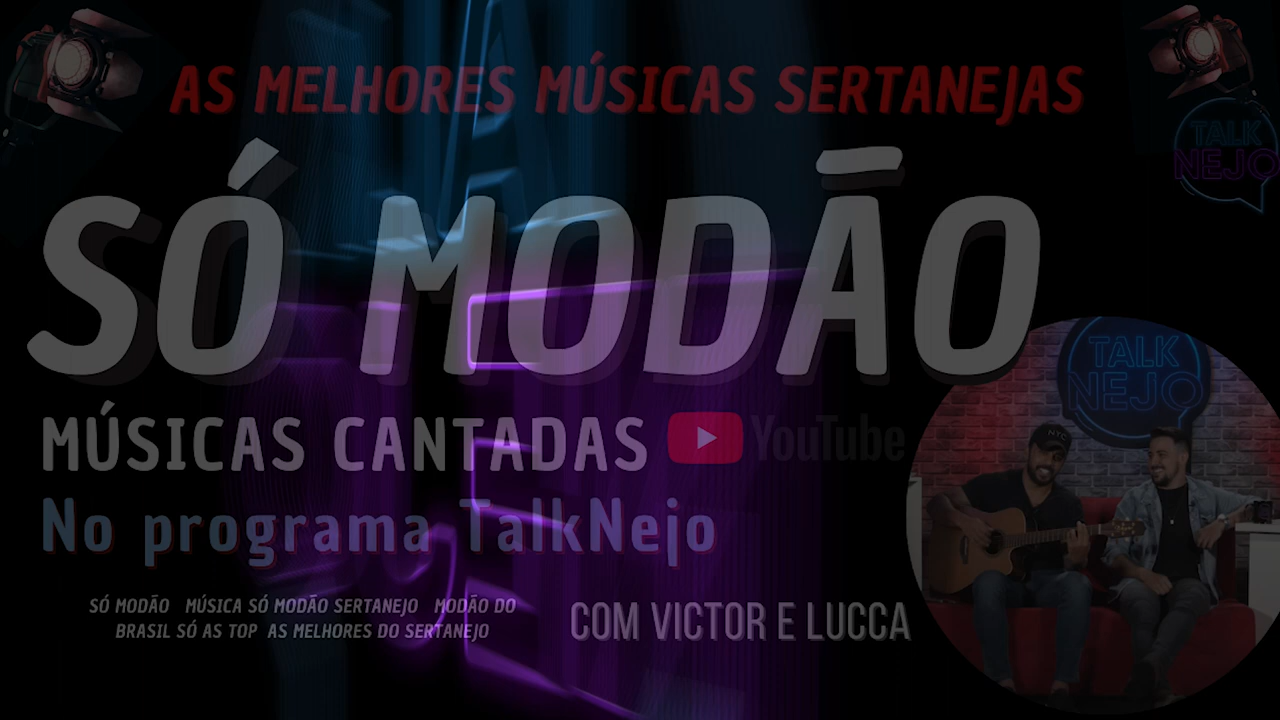 AS MELHORES MÚSICAS SERTANEJAS
TALK
NEJO
SÓ MODÃO
TALK
NEJO
MÚSICAS CANTADAS YouTube
NYC
No programa TalkNejo
SÓ MODÃO MÚSICA SÓ MODÃO SERTANEJO MODÃO DO
BRASIL SÓ AS TOP AS MELHORES DO SERTANEJO
COM VICTOR E LUCCA